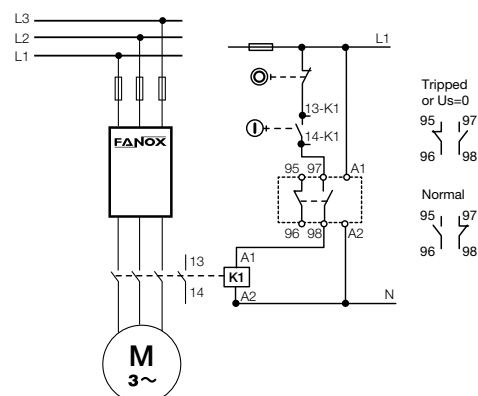 L3
L2
L1
FANOX
13
14
M
3~
L1
13-K1
14-K1
95 97 A1
96 98 A2
A1
K1
A2
N
Tripped
or Us=0
95 97
96 98
Normal
95 97
96 98